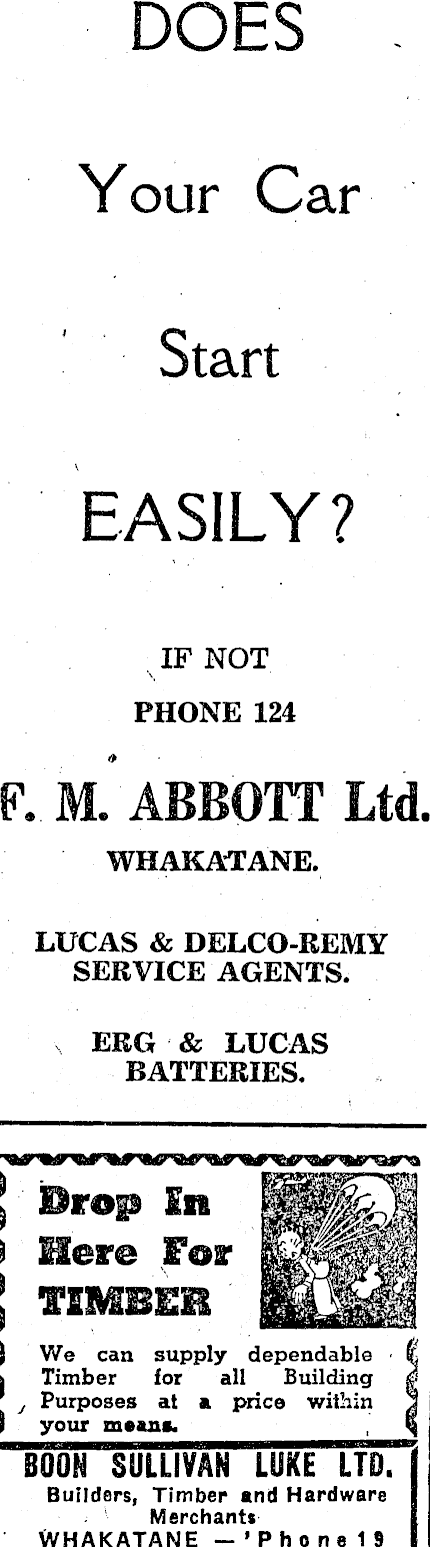 DOES
Your Car
Start
EASILY?
IF NOT
PHONE 124
F. M. ABBOTT Ltd.
WHAKATANE.
LUCAS & DELCO-REMY
SERVICE AGENTS.
ERG & LUCAS
BATTERIES.
Drop In
Here For
TIMBER
We can supply dependable
Timber for all Building
Purposes at a price within
your means.
BOON SULLIVAN LUKE LTD.
Builders, Timber and Hardware
Merchants
WHAKATANE — 'Phone 19